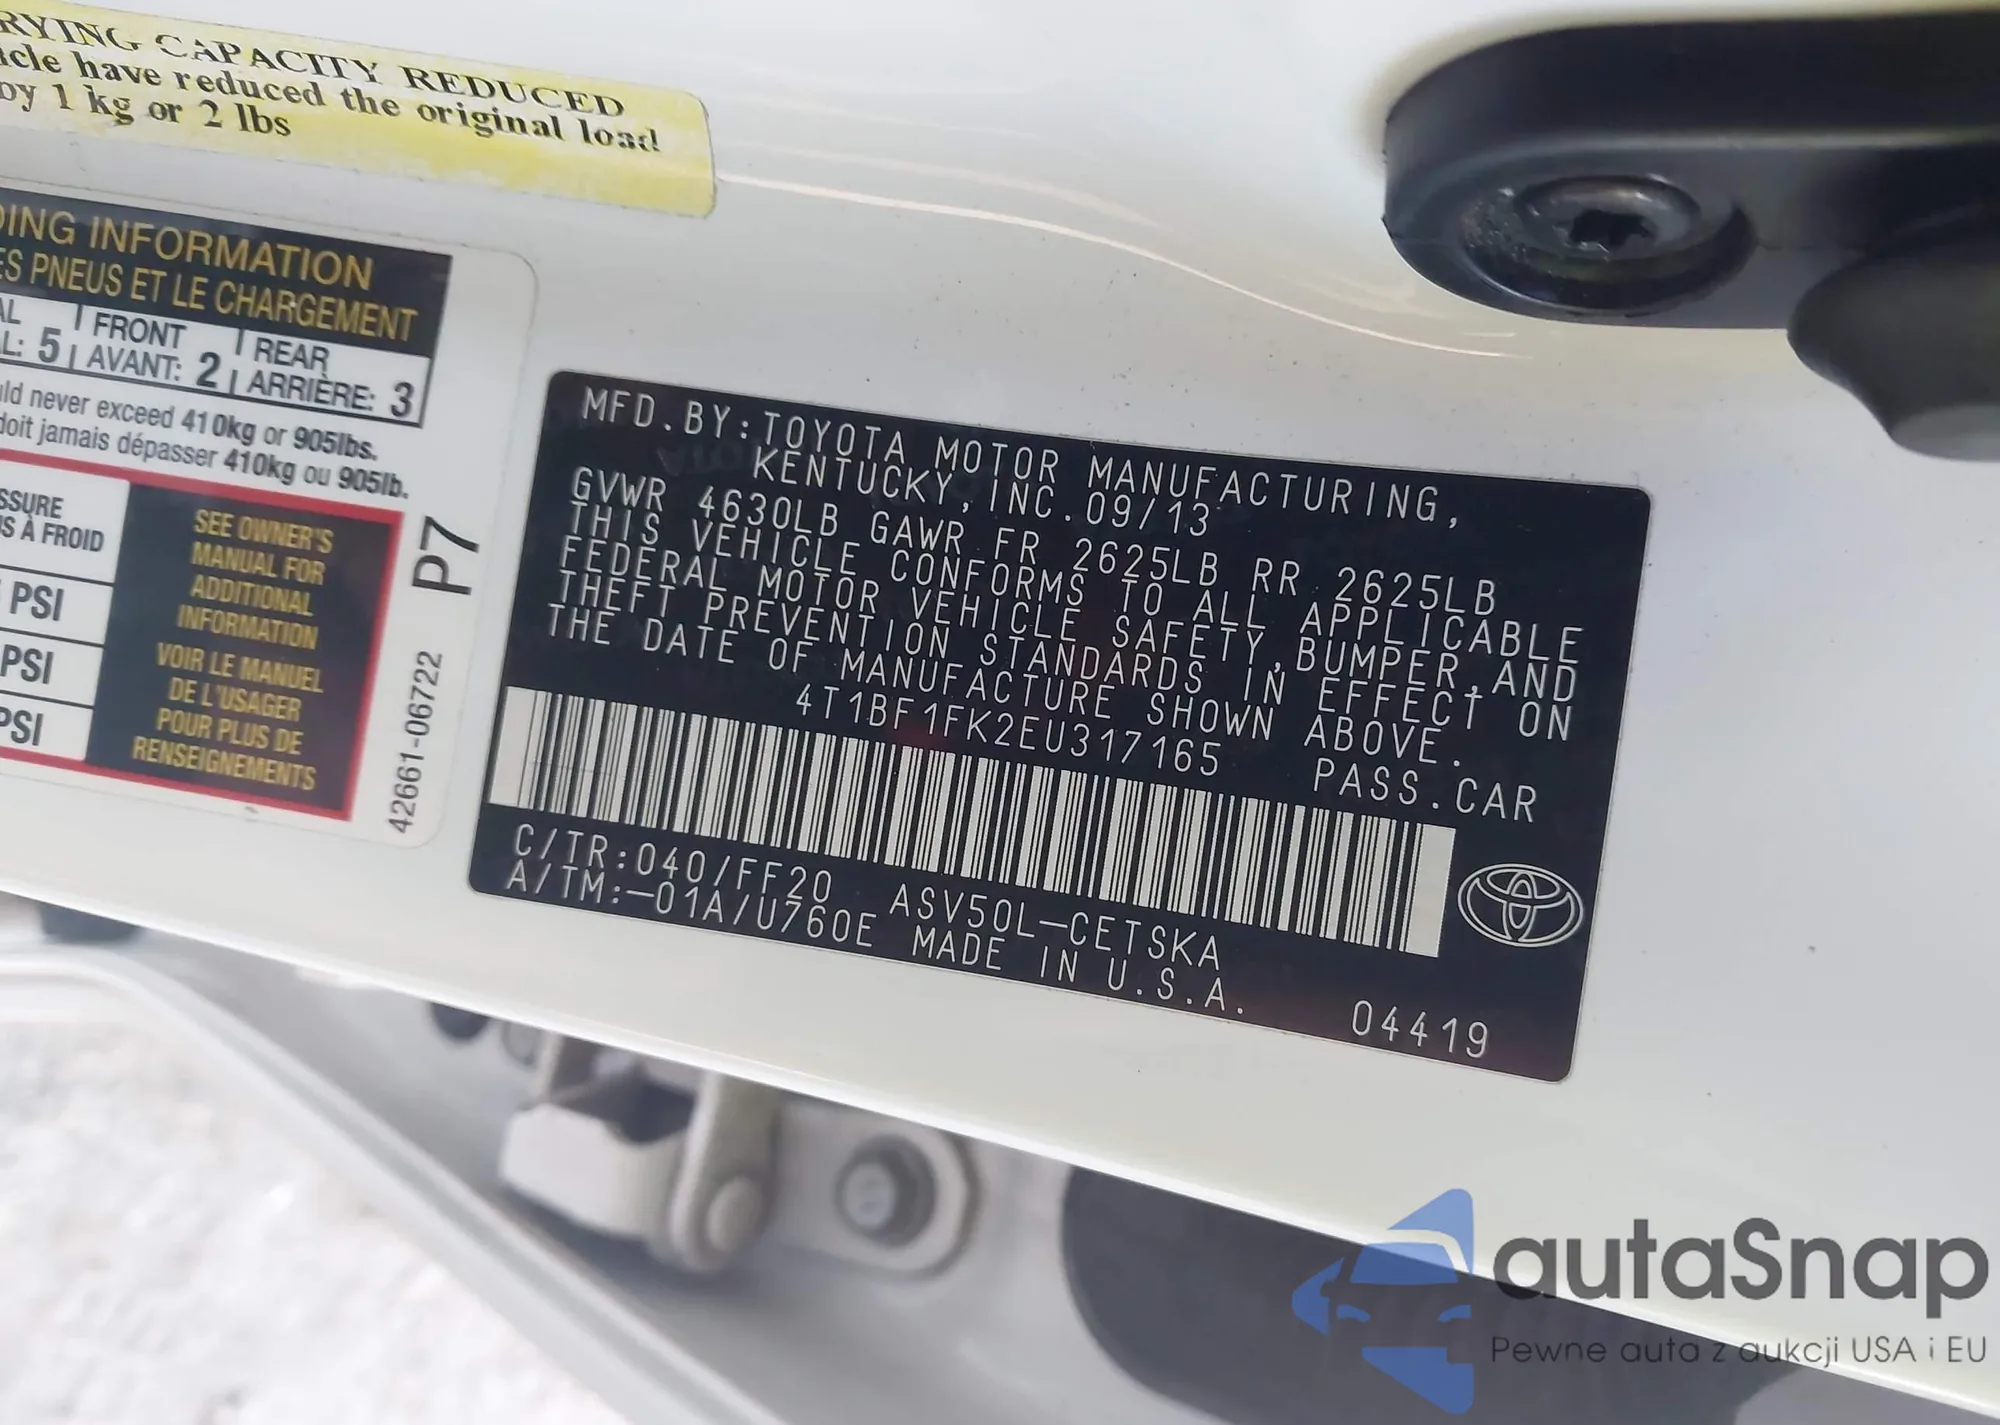 RYING CAPACITY REDUCED
icle have reduced the original load
by 1 kg or 2 lbs
DING INFORMATION
ES PNEUS ET LE CHARGEMENT
AL | FRONT | REAR
L: 5 | AVANT: 2 | ARRIÈRE: 3
uld never exceed 410kg or 905lbs.
doit jamais dépasser 410kg ou 905lb.
SSURE
S À FROID
PSI
PSI
PSI
SEE OWNER'S
MANUAL FOR
ADDITIONAL
INFORMATION
VOIR LE MANUEL
DE L'USAGER
POUR PLUS DE
RENSEIGNEMENTS
P7
42661-06722
MFD.BY:TOYOTA MOTOR MANUFACTURING,
KENTUCKY,INC.09/13
GVWR 4630LB GAWR FR 2625LB RR 2625LB
THIS VEHICLE CONFORMS TO ALL APPLICABLE
FEDERAL MOTOR VEHICLE SAFETY,BUMPER,AND
THEFT PREVENTION STANDARDS IN EFFECT ON
THE DATE OF MANUFACTURE SHOWN ABOVE.
4T1BF1FK2EU317165 PASS.CAR
C/TR:040/FF20 ASV50L-CETSKA
A/TM:-01A/U760E MADE IN U.S.A.
04419
autaSnap
Pewne auta z aukcji USA i EU